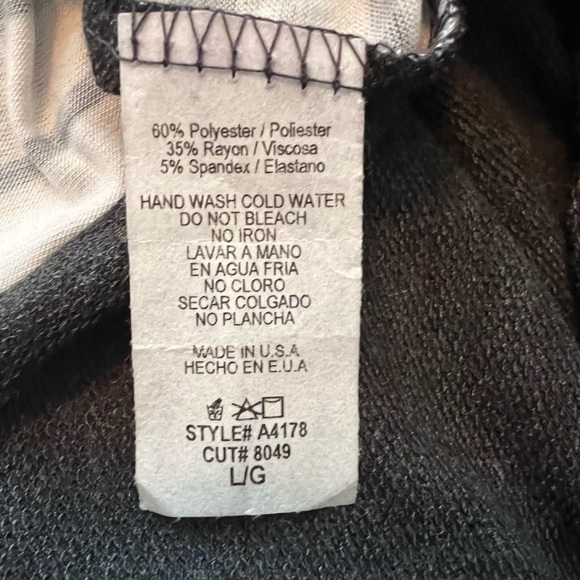 60% Polyester / Poliester
35% Rayon / Viscosa
5% Spandex / Elastano
HAND WASH COLD WATER
DO NOT BLEACH
NO IRON
LAVAR A MANO
EN AGUA FRIA
NO CLORO
SECAR COLGADO
NO PLANCHA
MADE IN U.S.A
HECHO EN E.U.A
STYLE# A4178
CUT# 8049
L/G